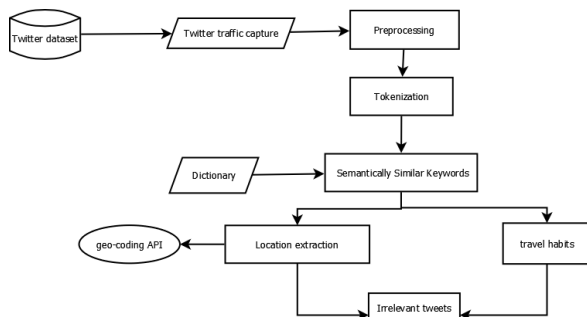 Twitter dataset
Twitter traffic capture
Preprocessing
Tokenization
Dictionary
Semantically Similar Keywords
geo-coding API
Location extraction
travel habits
Irrelevant tweets